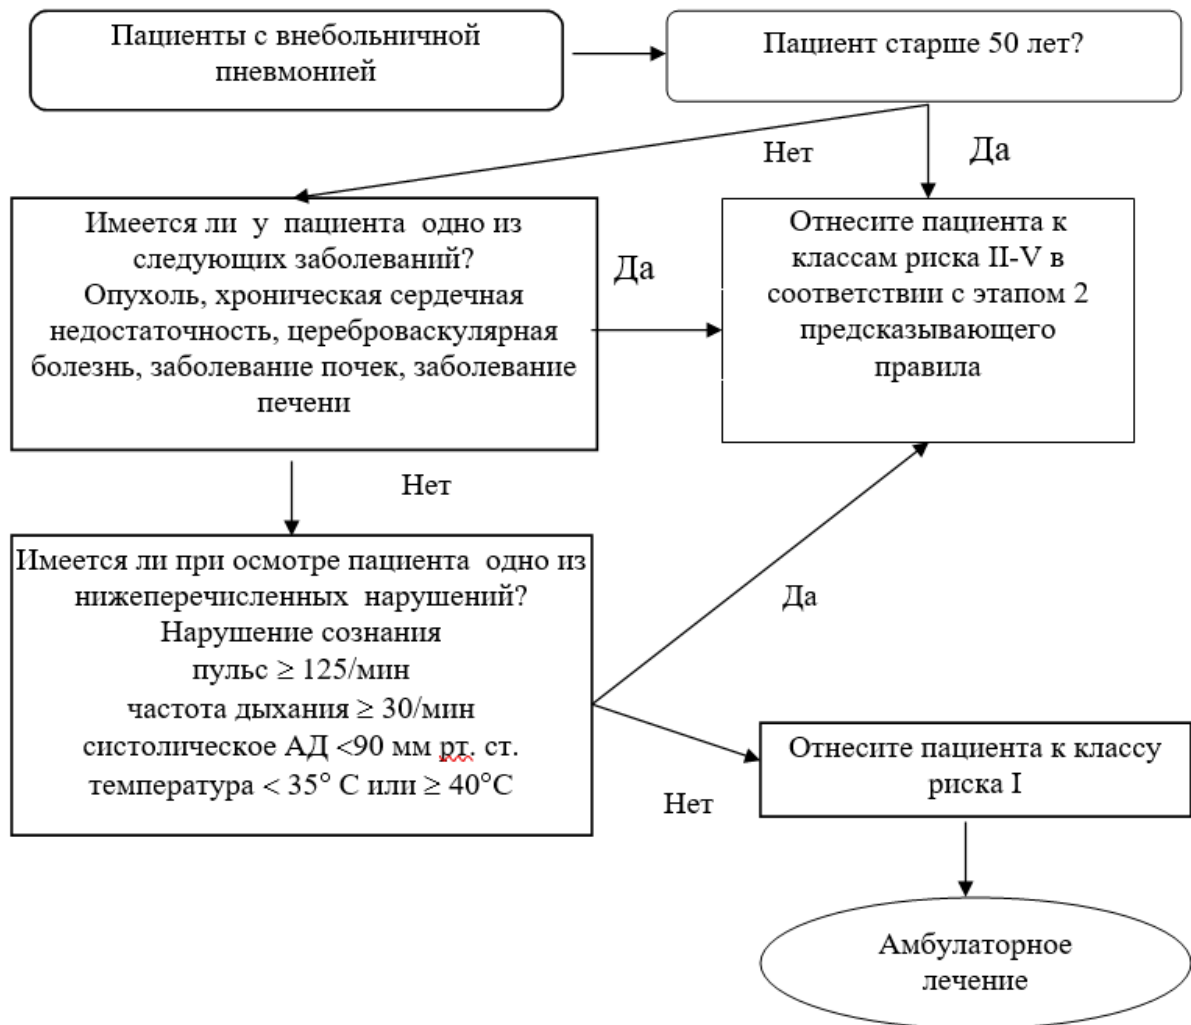 Пациенты с внебольничной
пневмонией
Пациент старше 50 лет?
Нет
Да
Имеется ли у пациента одно из
следующих заболеваний?
Опухоль, хроническая сердечная
недостаточность, цереброваскулярная
болезнь, заболевание почек, заболевание
печени
Да
Отнесите пациента к
классам риска II-V в
соответствии с этапом 2
предсказывающего
правила
Нет
Имеется ли при осмотре пациента одно из
нижеперечисленных нарушений?
Нарушение сознания
пульс ≥ 125/мин
частота дыхания ≥ 30/мин
систолическое АД <90 мм рт. ст.
температура < 35° С или ≥ 40°С
Да
Нет
Отнесите пациента к классу
риска I
Амбулаторное
лечение